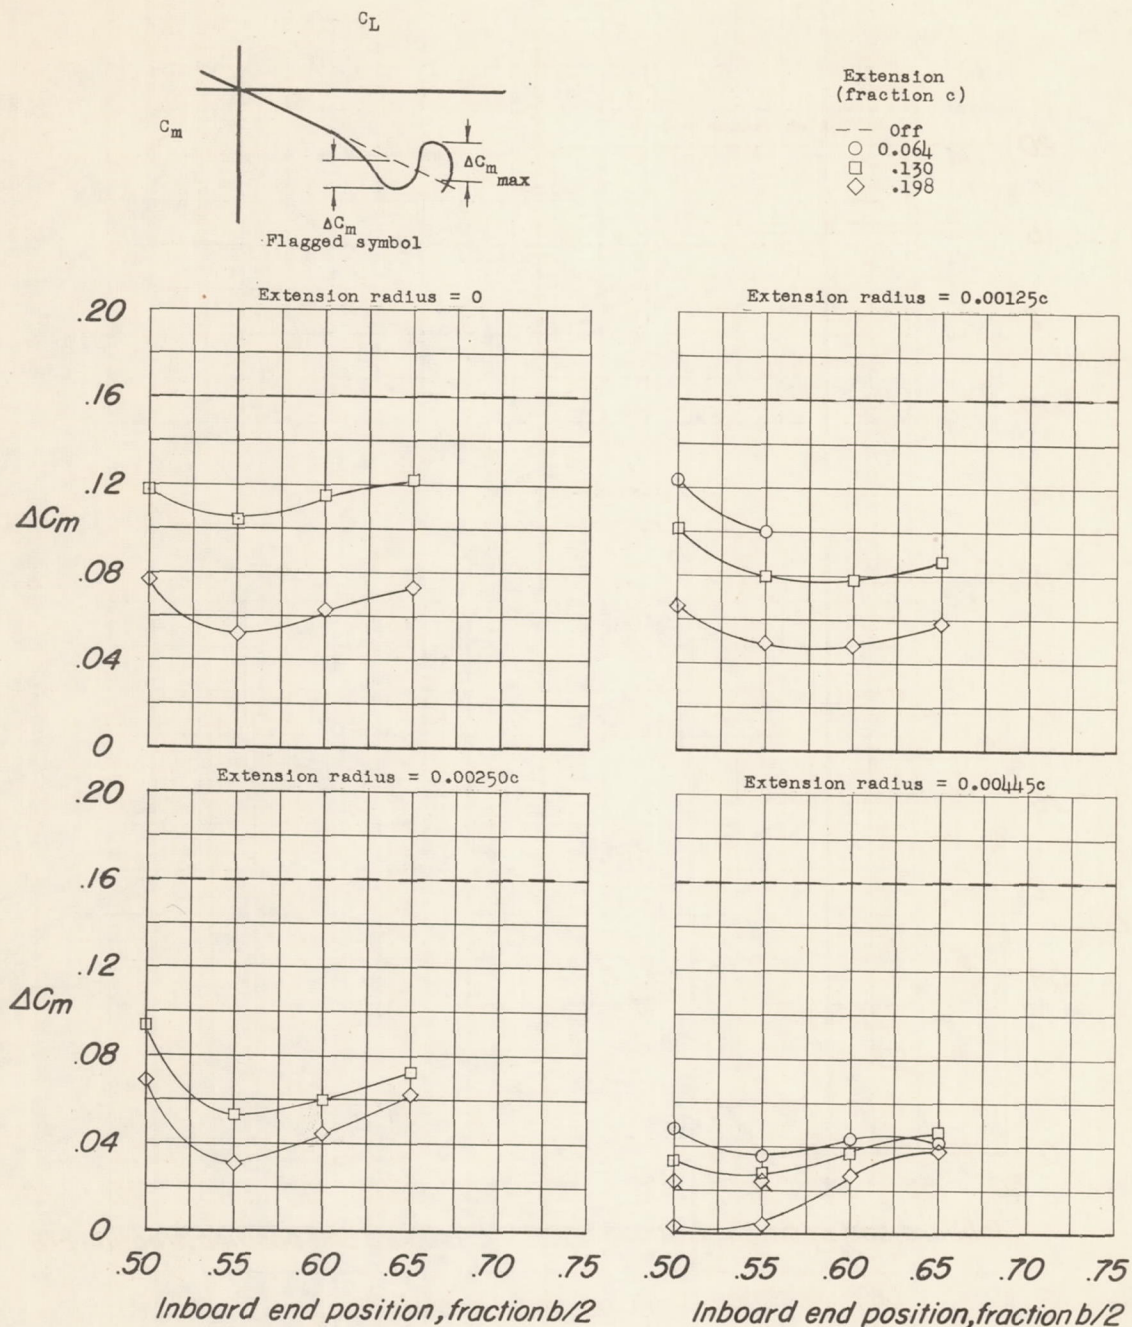 C_L
C_m
ΔC_m max
ΔC_m
Flagged symbol
Extension
(fraction c)
Off
0.064
.130
.198
Extension radius = 0
.20
.16
.12
ΔCm
.08
.04
0
Extension radius = 0.00125c
Extension radius = 0.00250c
.20
.16
.12
ΔCm
.08
.04
0
.50 .55 .60 .65 .70 .75
Inboard end position, fraction b/2
Extension radius = 0.00445c
.50 .55 .60 .65 .70 .75
Inboard end position, fraction b/2